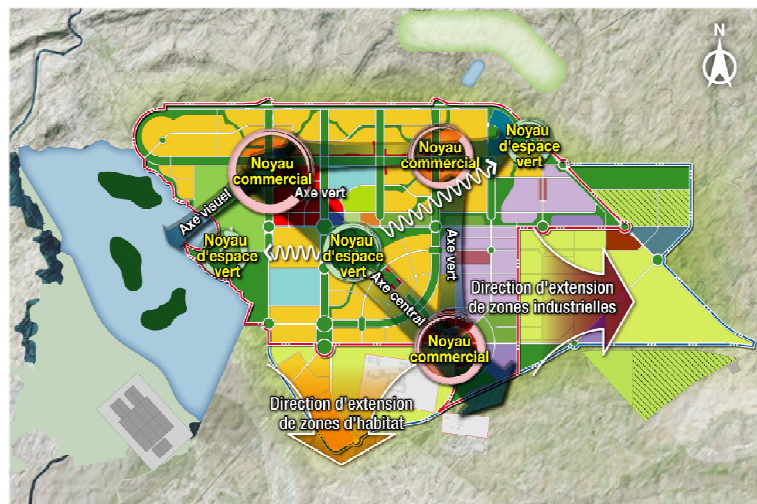 N
Noyau
commercial
Noyau
commercial
Noyau
d'espace
vert
Axe vert
Axe visuel
Noyau
d'espace
vert
Noyau
d'espace
vert
Axe vert
Axe central
Direction d'extension
de zones industrielles
Noyau
commercial
Direction d'extension
de zones d'habitat